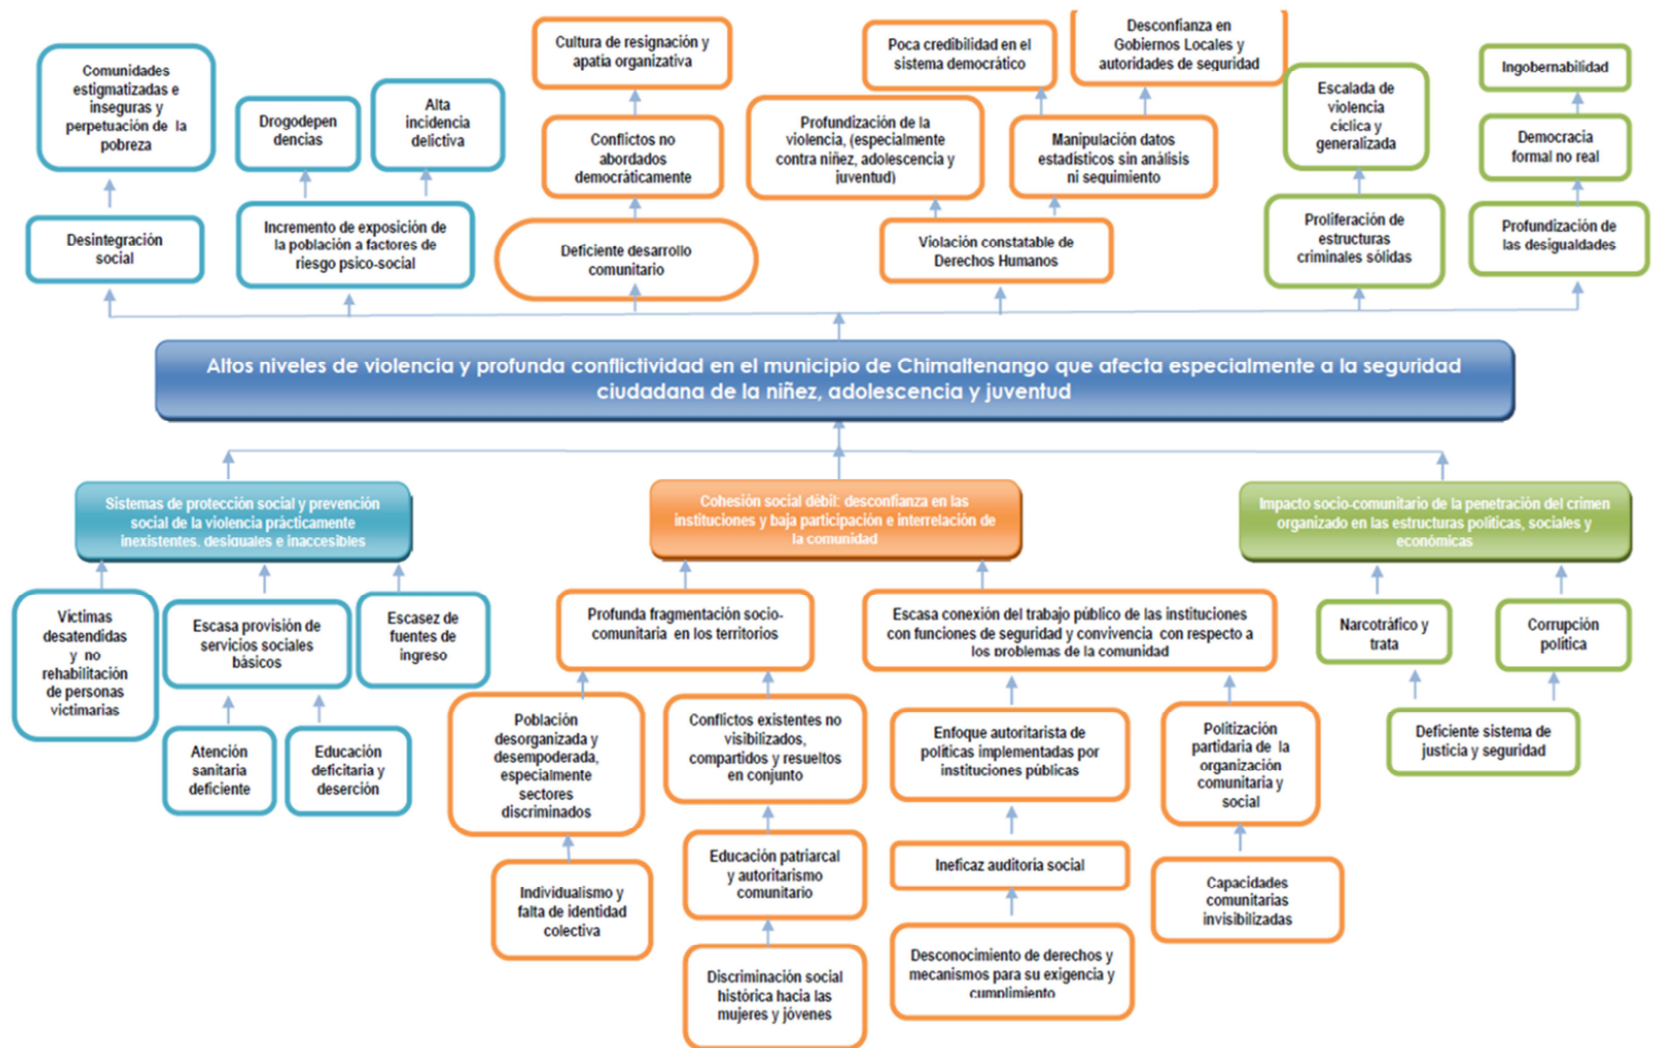 Comunidades
estigmatizadas e
inseguras y
perpetuación de la
pobreza
Drogodepen
dencias
Alta
incidencia
delictiva
Cultura de resignación y
apatía organizativa
Conflictos no
abordados
democráticamente
Poca credibilidad en el
sistema democrático
Desconfianza en
Gobiernos Locales y
autoridades de seguridad
Profundización de la
violencia, (especialmente
contra niñez, adolescencia y
juventud)
Manipulación datos
estadísticos sin análisis
ni seguimiento
Escalada de
violencia
cíclica y
generalizada
Ingobernabilidad
Democracia
formal no real
Desintegración
social
Incremento de exposición de
la población a factores de
riesgo psico-social
Deficiente desarrollo
comunitario
Violación constatable de
Derechos Humanos
Proliferación de
estructuras
criminales sólidas
Profundización de
las desigualdades
Altos niveles de violencia y profunda conflictividad en el municipio de Chimaltenango que afecta especialmente a la seguridad
ciudadana de la niñez, adolescencia y juventud
Sistemas de protección social y prevención
social de la violencia prácticamente
inexistentes, desiguales e inaccesibles
Cohesión social débil: desconfianza en las
instituciones y baja participación e interrelación de
la comunidad
Impacto socio-comunitario de la penetración del crimen
organizado en las estructuras políticas, sociales y
económicas
Víctimas
desatendidas
y no
rehabilitación
de personas
victimarias
Escasa provisión de
servicios sociales
básicos
Escasez de
fuentes de
ingreso
Atención
sanitaria
deficiente
Educación
deficitaria y
deserción
Profunda fragmentación socio-
comunitaria en los territorios
Escasa conexión del trabajo público de las instituciones
con funciones de seguridad y convivencia con respecto a
los problemas de la comunidad
Narcotráfico y
trata
Corrupción
política
Población
desorganizada y
desempoderada,
especialmente
sectores
discriminados
Conflictos existentes no
visibilizados,
compartidos y resueltos
en conjunto
Enfoque autoritarista de
políticas implementadas por
instituciones públicas
Politización
partidaria de la
organización
comunitaria y
social
Deficiente sistema de
justicia y seguridad
Individualismo y
falta de identidad
colectiva
Educación patriarcal
y autoritarismo
comunitario
Ineficaz auditoría social
Capacidades
comunitarias
invisibilizadas
Discriminación social
histórica hacia las
mujeres y jóvenes
Desconocimiento de derechos y
mecanismos para su exigencia y
cumplimiento